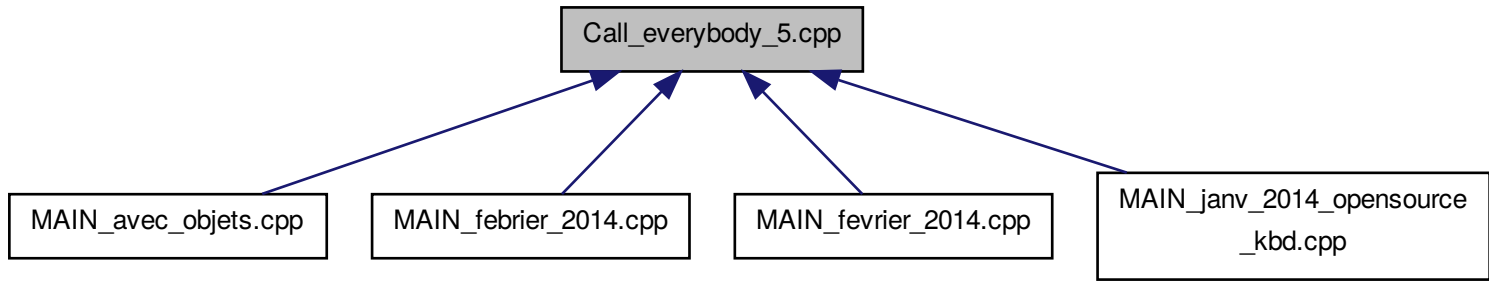 Call_everybody_5.cpp
MAIN_avec_objets.cpp
MAIN_febrier_2014.cpp
MAIN_fevrier_2014.cpp
MAIN_janv_2014_opensource
_kbd.cpp